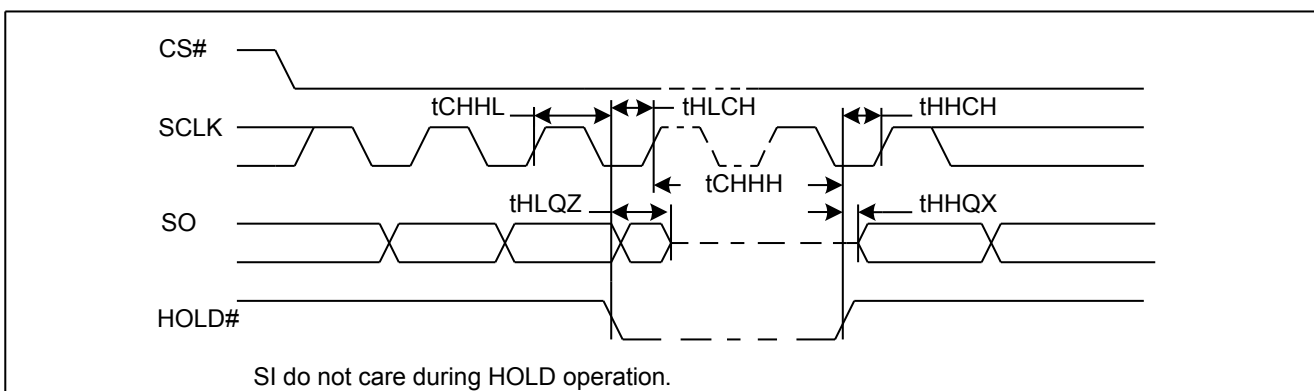 CS#
tCHHL tHLCH tHHCH
SCLK
tCHHH
tHLQZ tHHQX
SO
HOLD#
SI do not care during HOLD operation.